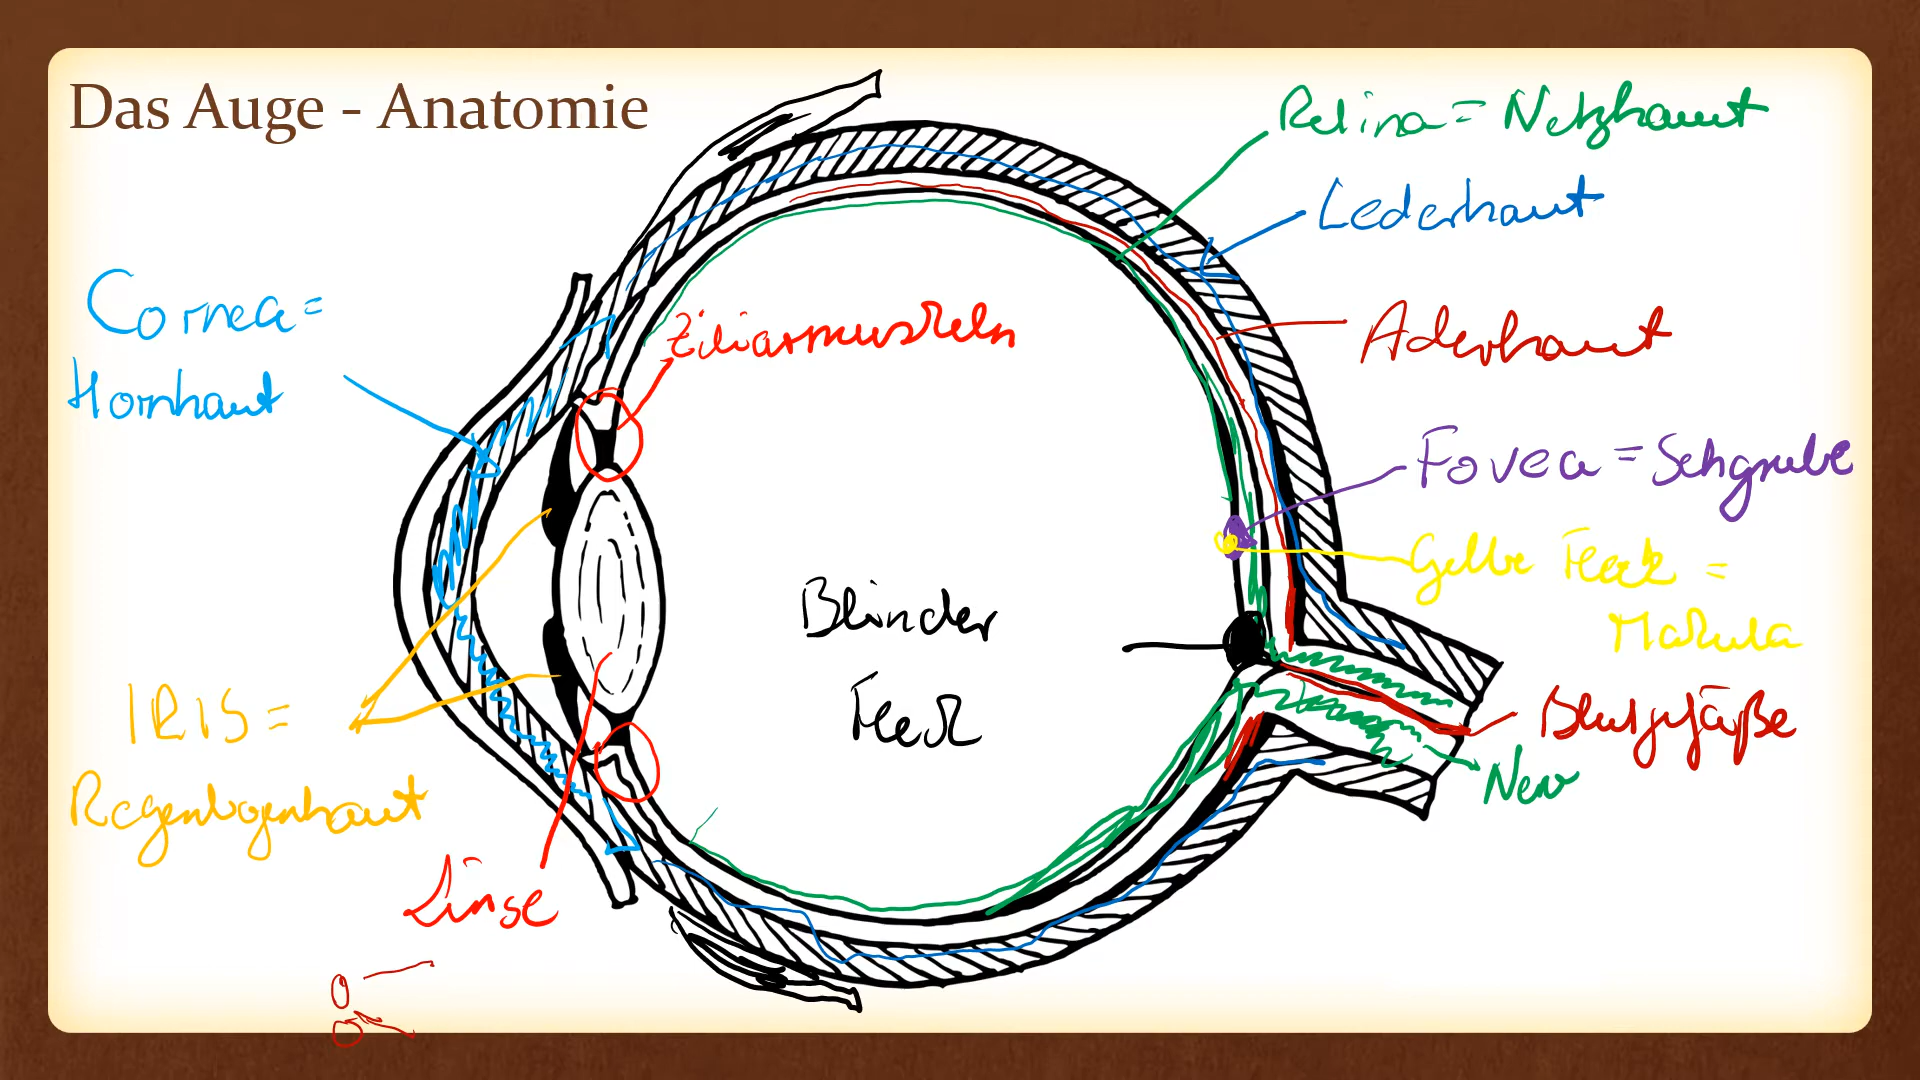 Das Auge - Anatomie
Retina = Netzhaut
Lederhaut
Cornea =
Hornhaut
Ziliarmuskeln
Aderhaut
Fovea = Sehgrube
Gelbe Fleck =
Makula
Blinder
Fleck
IRIS =
Regenbogenhaut
Blutgefäße
Nerv
Linse